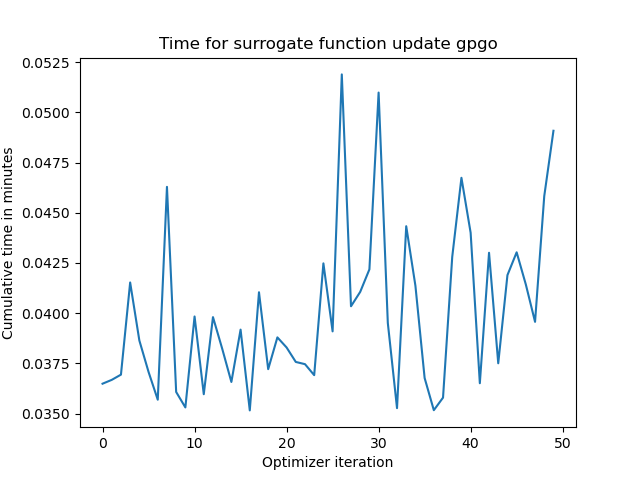 Time for surrogate function update gpgo
Cumulative time in minutes
0.0525
0.0500
0.0475
0.0450
0.0425
0.0400
0.0375
0.0350
0 10 20 30 40 50
Optimizer iteration